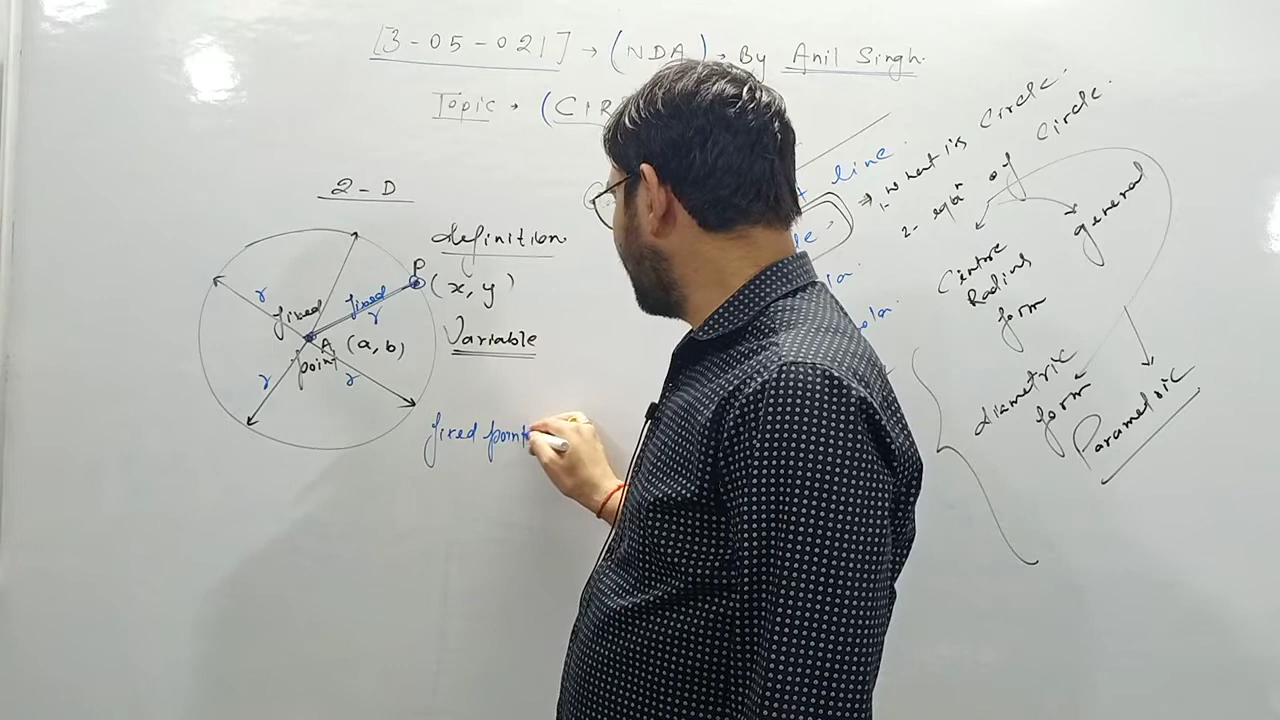 [3-05-021] → (NDA) → By Anil Singh.
Topic → (CIR
2-D
definition
P
(x, y)
Variable
r
fixed
fixed
r
A (a, b)
point
r
r
fixed point
line.
⇒ 1- what is circle.
2- eqtⁿ of circle.
Centre
Radius
form
general
diametric
form
Parametric